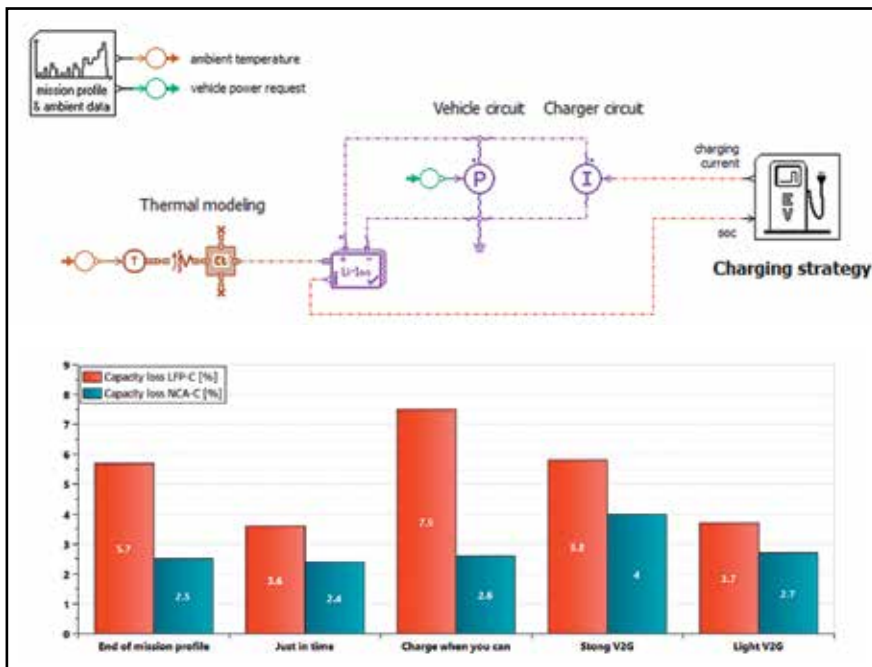 mission profile
& ambient data
ambient temperature
vehicle power request
Vehicle circuit
Charger circuit
P
I
charging
current
soc
E
V
Charging strategy
Thermal modeling
T
Ct
+ -
Li-Ion
9
8
7
6
5
4
3
2
1
0
Capacity loss LFP-C [%]
Capacity loss NCA-C [%]
5.7
2.5
3.6
2.4
7.5
2.6
5.8
4
3.7
2.7
End of mission profile
Just in time
Charge when you can
Stong V2G
Light V2G